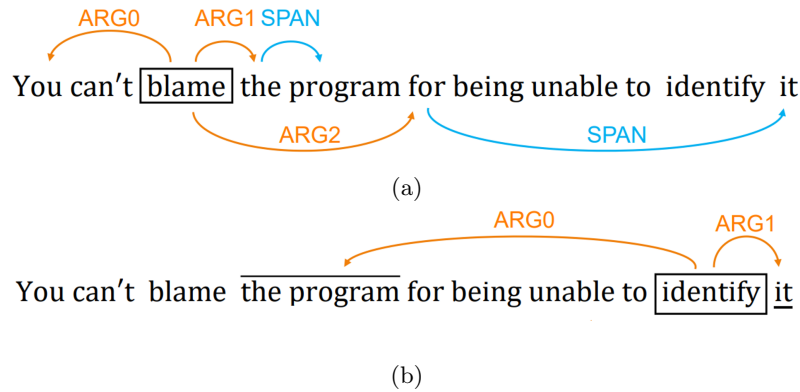 ARG0 ARG1 SPAN
You can't blame the program for being unable to identify it
ARG2 SPAN
(a)
ARG0 ARG1
You can't blame the program for being unable to identify it
(b)